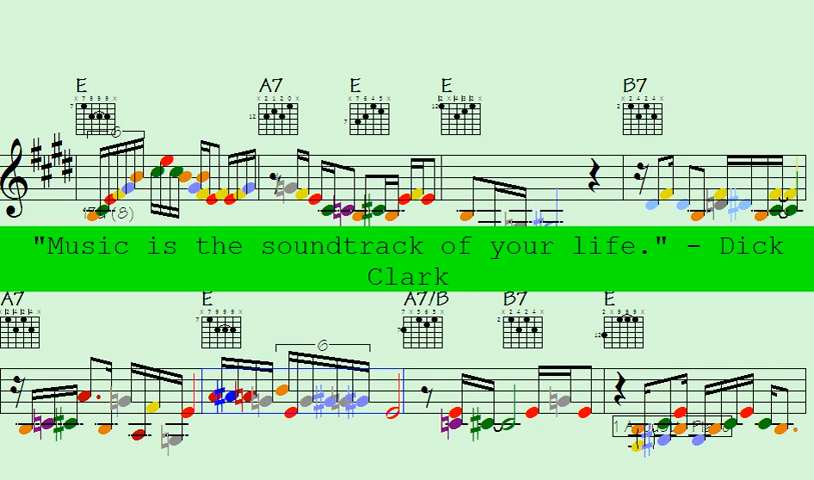 E A7 E E B7
6
"Music is the soundtrack of your life." - Dick
Clark
A7 E A7/B B7 E
6